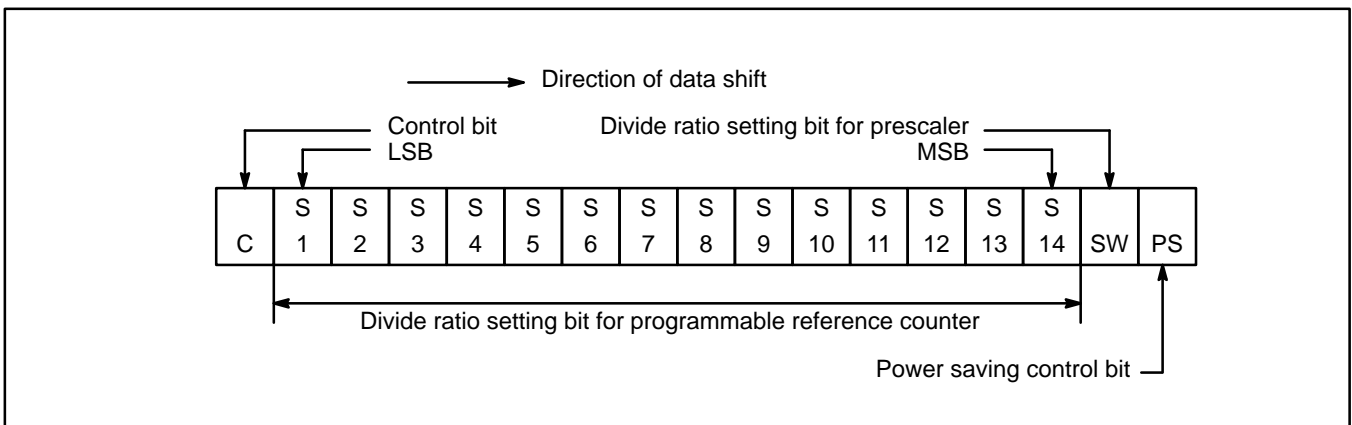 Direction of data shift
Control bit
Divide ratio setting bit for prescaler
LSB
MSB
S S S S S S S S S S S S S S
C 1 2 3 4 5 6 7 8 9 10 11 12 13 14 SW PS
Divide ratio setting bit for programmable reference counter
Power saving control bit